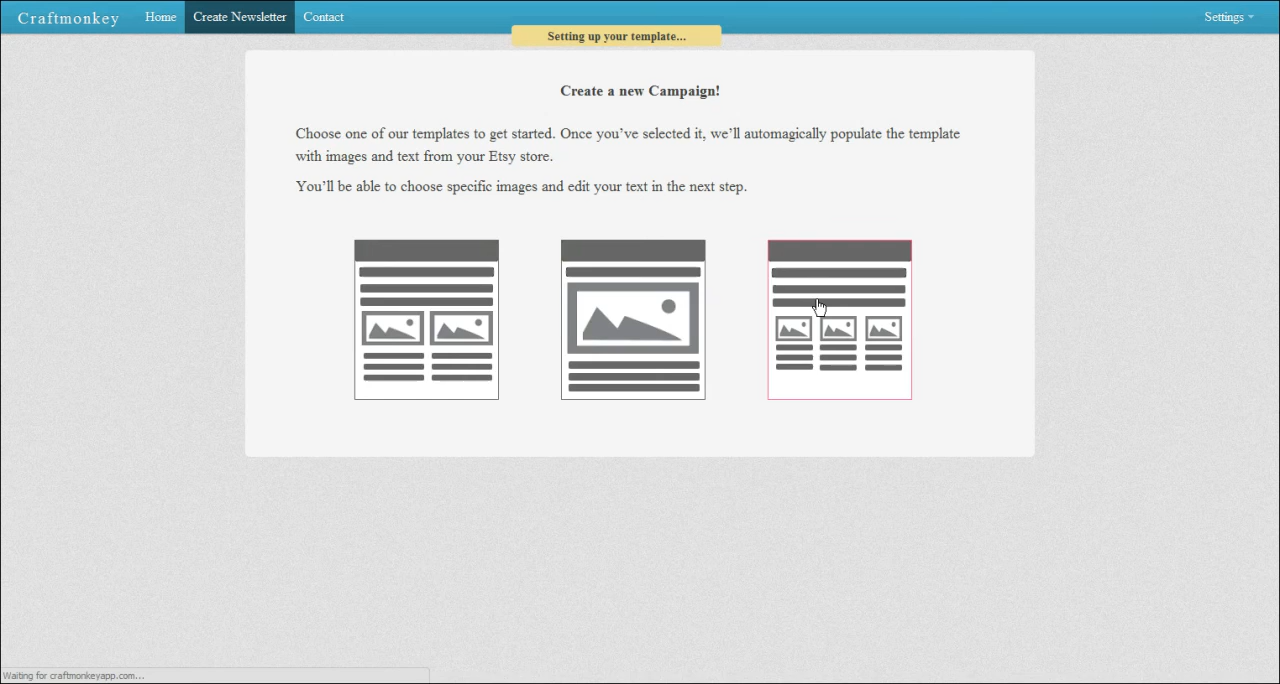 Craftmonkey Home Create Newsletter Contact Settings
Setting up your template...
Create a new Campaign!
Choose one of our templates to get started. Once you've selected it, we'll automagically populate the template
with images and text from your Etsy store.
You'll be able to choose specific images and edit your text in the next step.
Waiting for craftmonkeyapp.com...